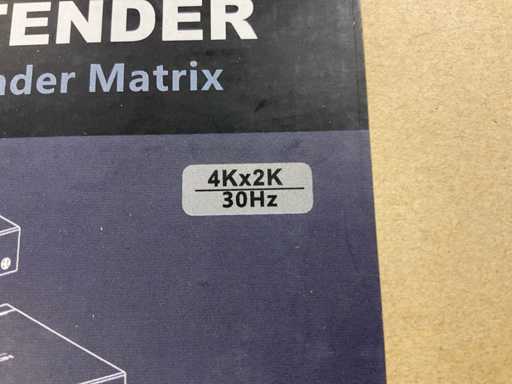 TENDER
nder Matrix
4Kx2K
30Hz